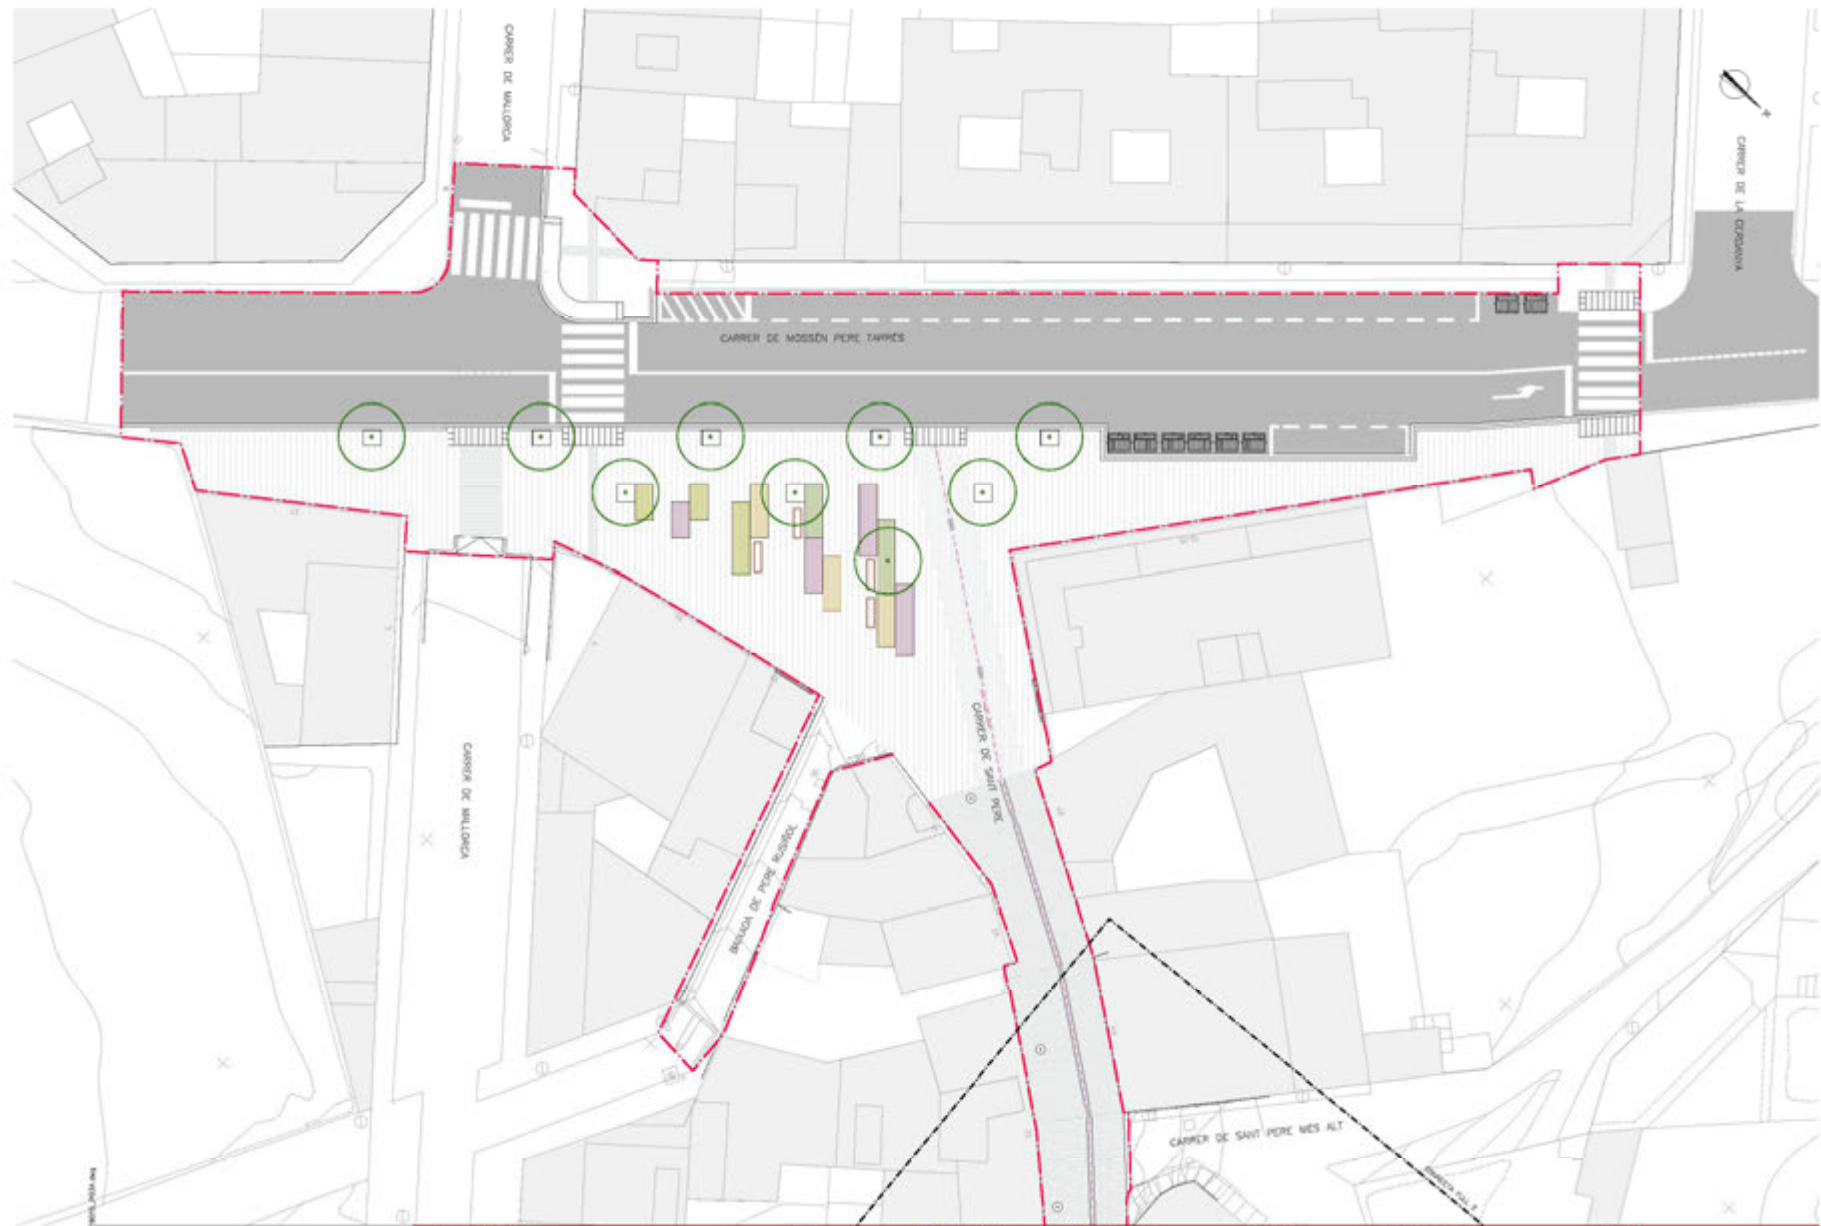 CARRER DE MALLORCA
CARRER DE LA CERDANYA
CARRER DE MOSSÈN PERE TARRÉS
CARRER DE SANT PERE
CARRER DE MALLORCA
BAIXADA DE PERE RUSIÑOL
CARRER DE SANT PERE MÉS ALT